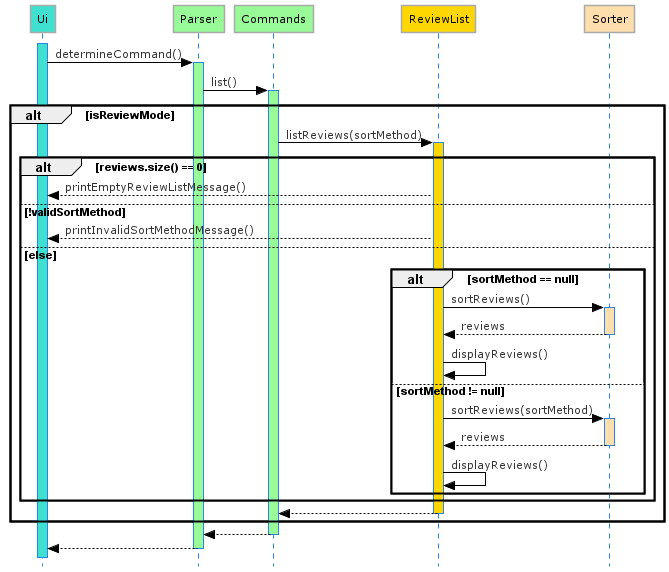 Ui Parser Commands ReviewList Sorter
determineCommand()
list()
alt [isReviewMode]
listReviews(sortMethod)
alt [reviews.size() == 0]
printEmptyReviewListMessage()
[!validSortMethod]
printInvalidSortMethodMessage()
[else]
alt [sortMethod == null]
sortReviews()
reviews
displayReviews()
[sortMethod != null]
sortReviews(sortMethod)
reviews
displayReviews()